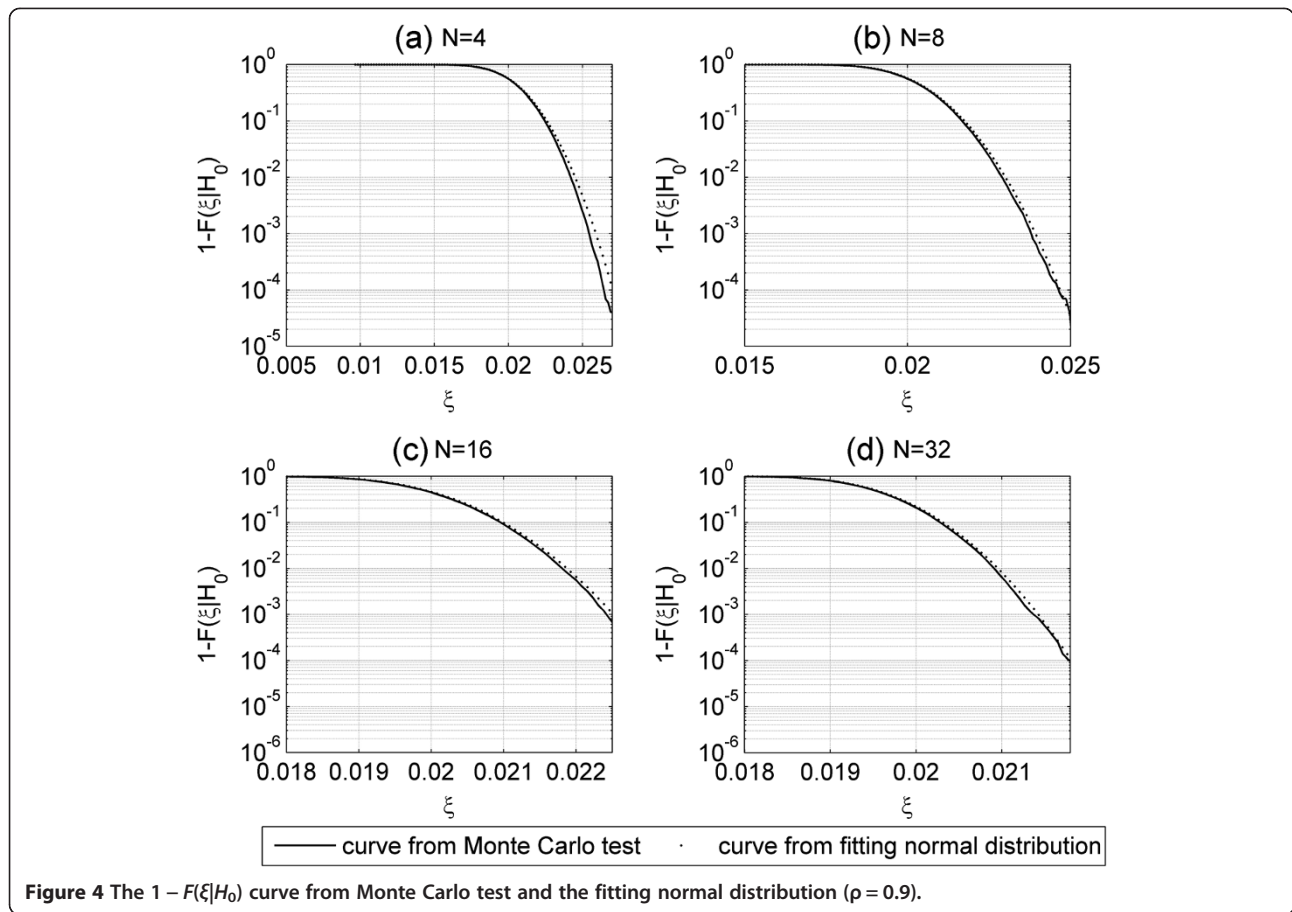 (a) N=4
10^0
10^-1
10^-2
10^-3
10^-4
10^-5
1-F(ξ|H_0)
0.005 0.01 0.015 0.02 0.025
ξ
(b) N=8
10^0
10^-1
10^-2
10^-3
10^-4
1-F(ξ|H_0)
0.015 0.02 0.025
ξ
(c) N=16
10^0
10^-1
10^-2
10^-3
10^-4
10^-5
10^-6
1-F(ξ|H_0)
0.018 0.019 0.02 0.021 0.022
ξ
(d) N=32
10^0
10^-1
10^-2
10^-3
10^-4
10^-5
10^-6
1-F(ξ|H_0)
0.018 0.019 0.02 0.021
ξ
curve from Monte Carlo test curve from fitting normal distribution
Figure 4 The 1 – F(ξ|H₀) curve from Monte Carlo test and the fitting normal distribution (ρ = 0.9).